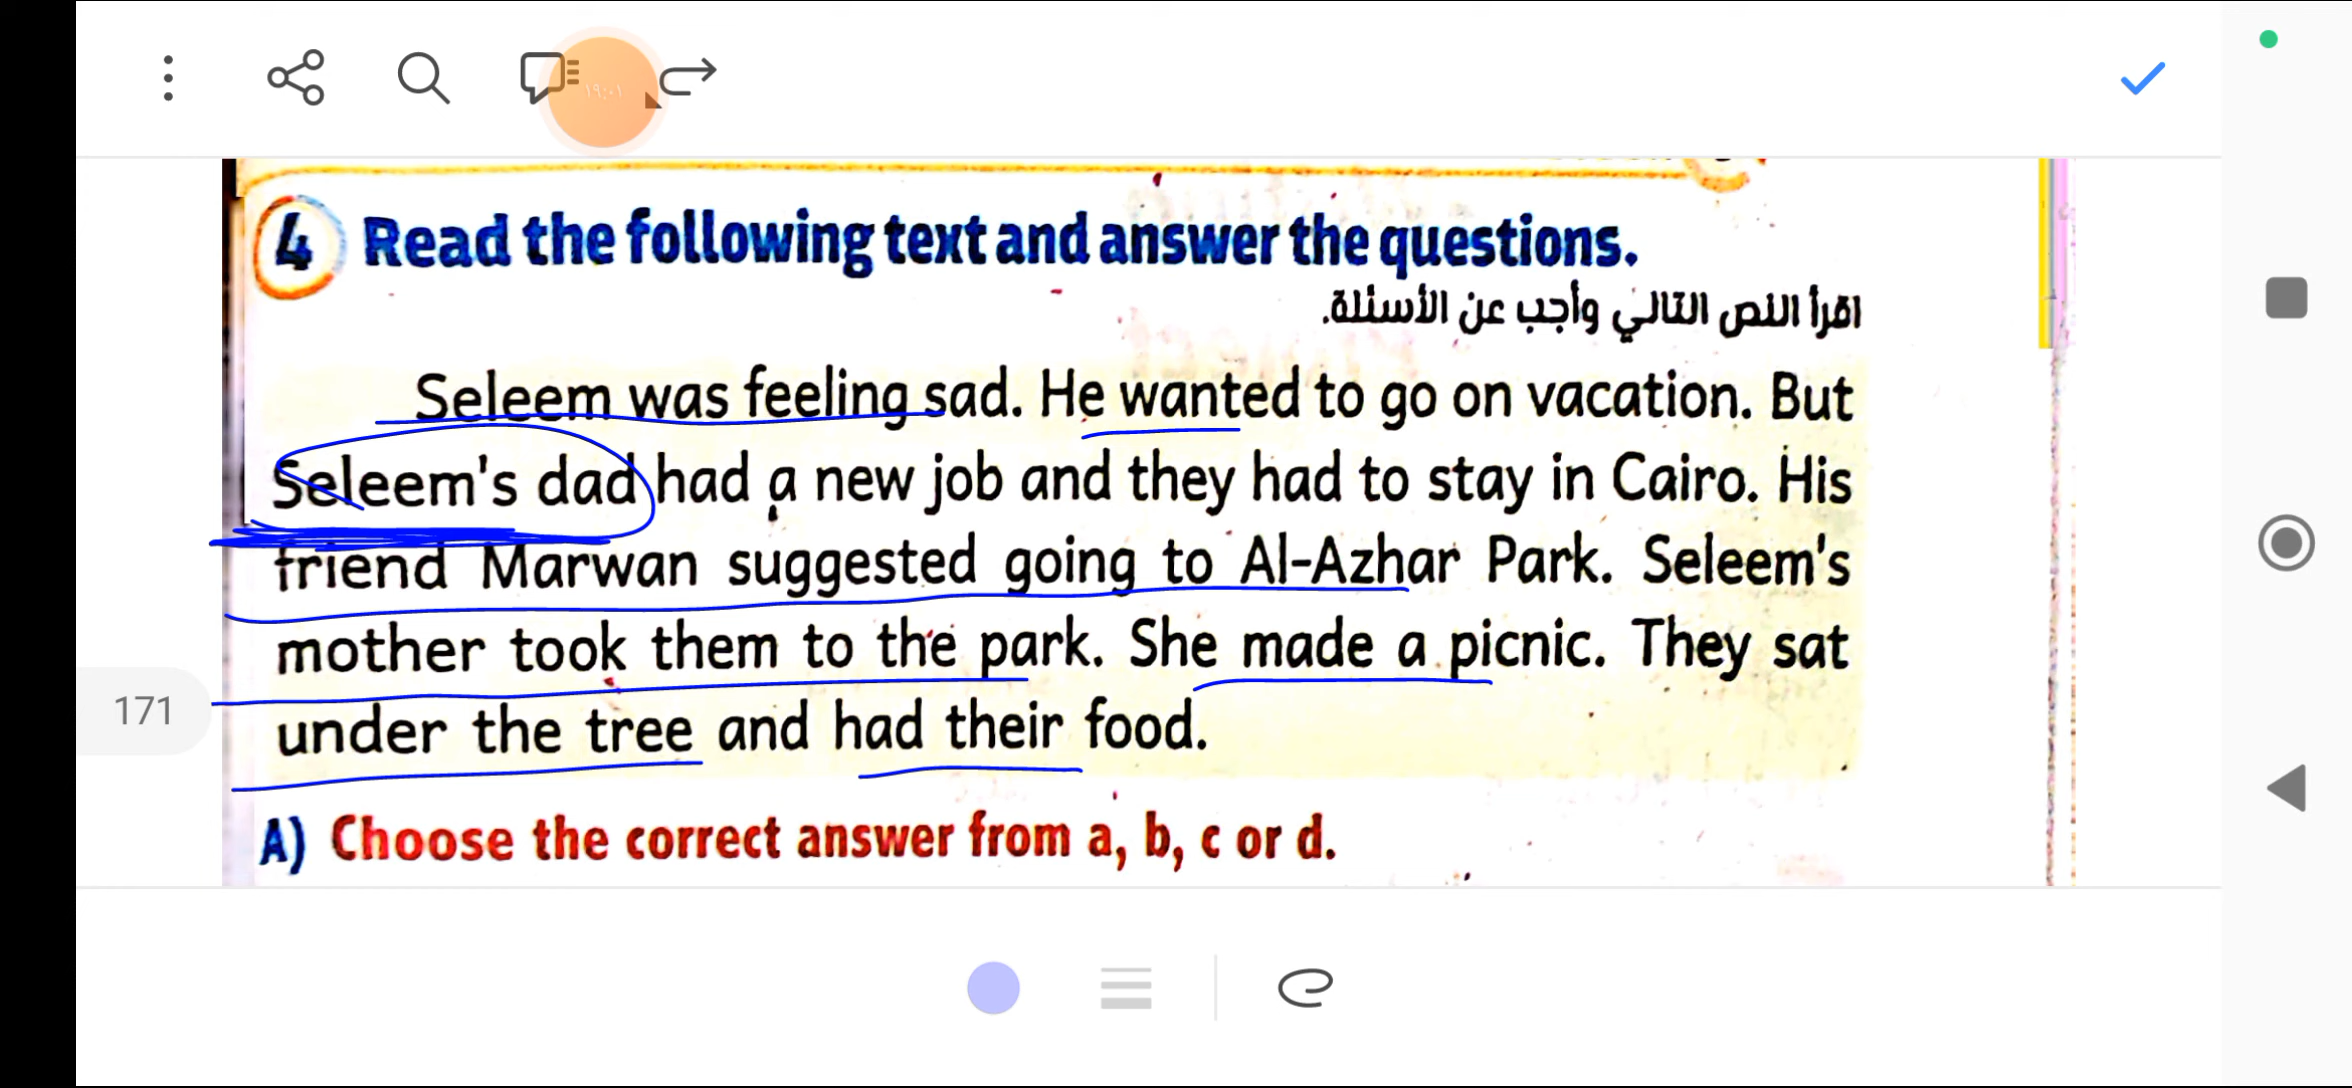 ١٩:٠١
4 Read the following text and answer the questions.
اقرأ النص التالي وأجب عن الأسئلة.
Seleem was feeling sad. He wanted to go on vacation. But
Seleem's dad had a new job and they had to stay in Cairo. His
friend Marwan suggested going to Al-Azhar Park. Seleem's
mother took them to the park. She made a picnic. They sat
under the tree and had their food.
171
A) Choose the correct answer from a, b, c or d.